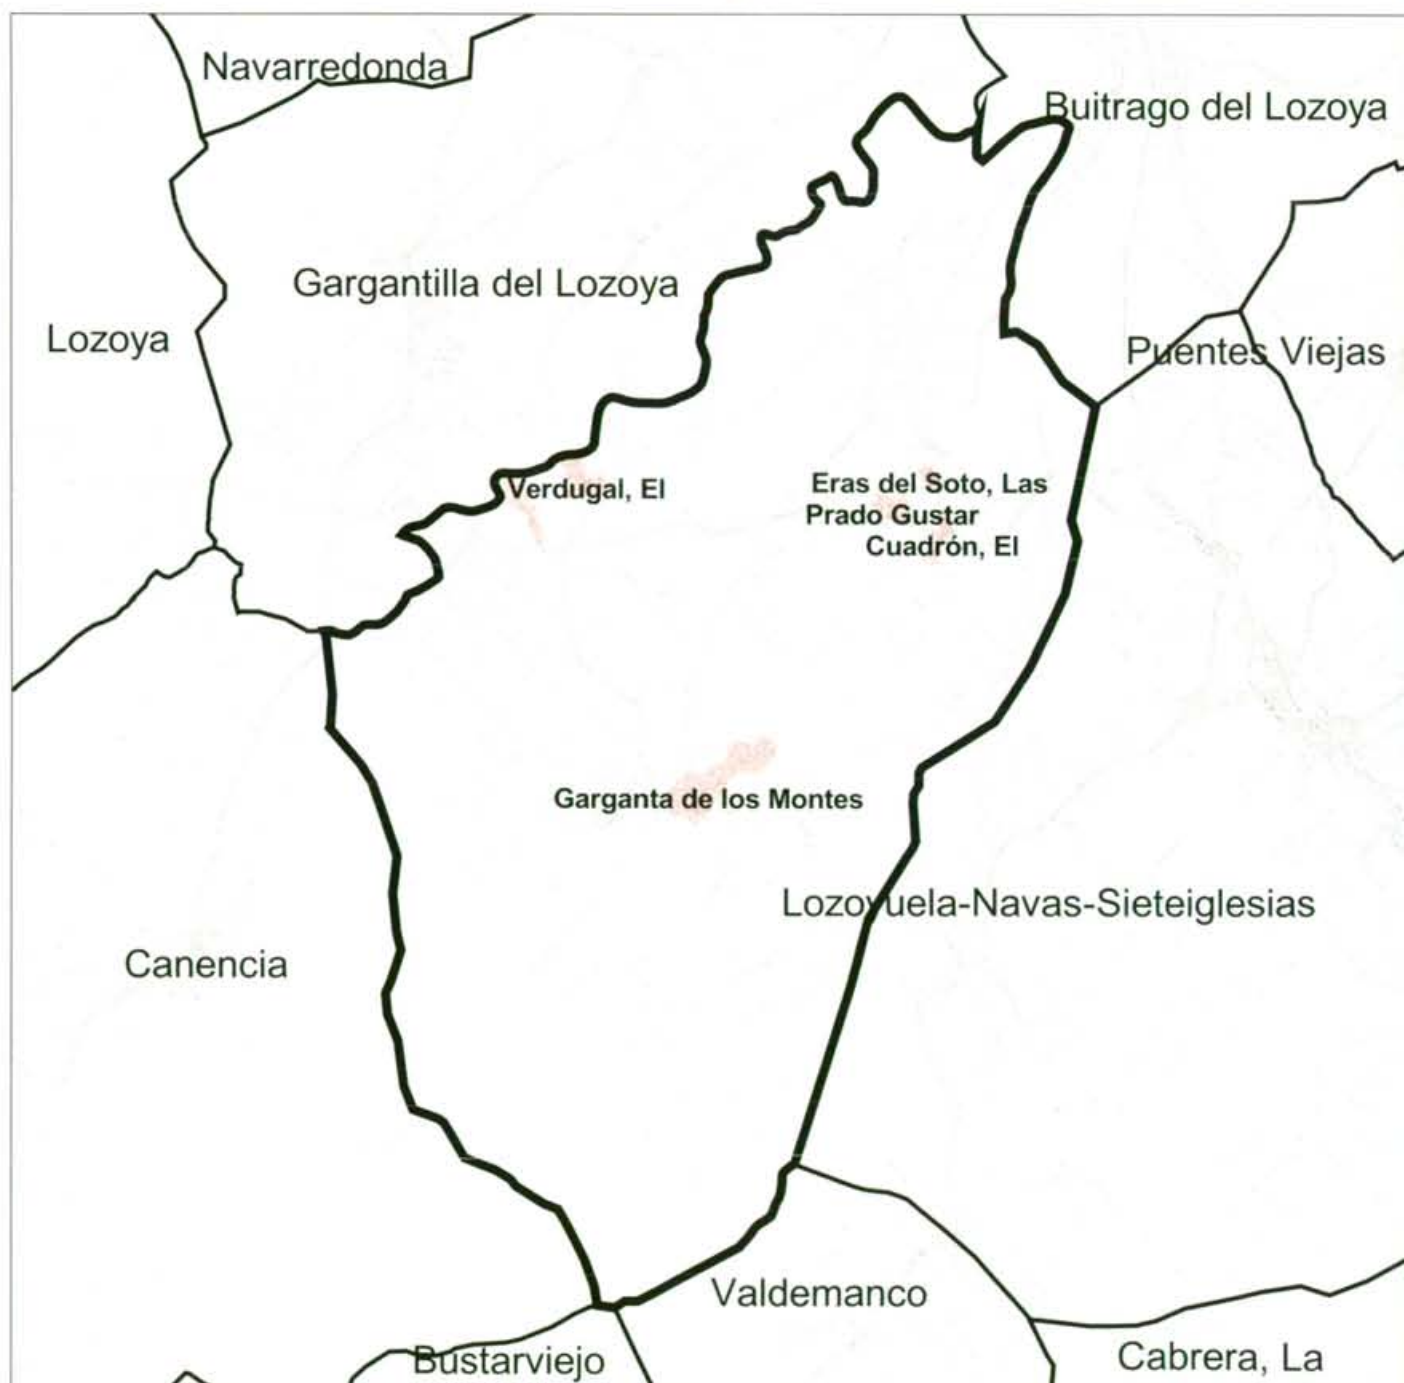 Navarredonda
Buitrago del Lozoya
Gargantilla del Lozoya
Lozoya
Puentes Viejas
Verdugal, El
Eras del Soto, Las
Prado Gustar
Cuadrón, El
Garganta de los Montes
Lozoyuela-Navas-Sieteiglesias
Canencia
Valdemanco
Bustarviejo
Cabrera, La